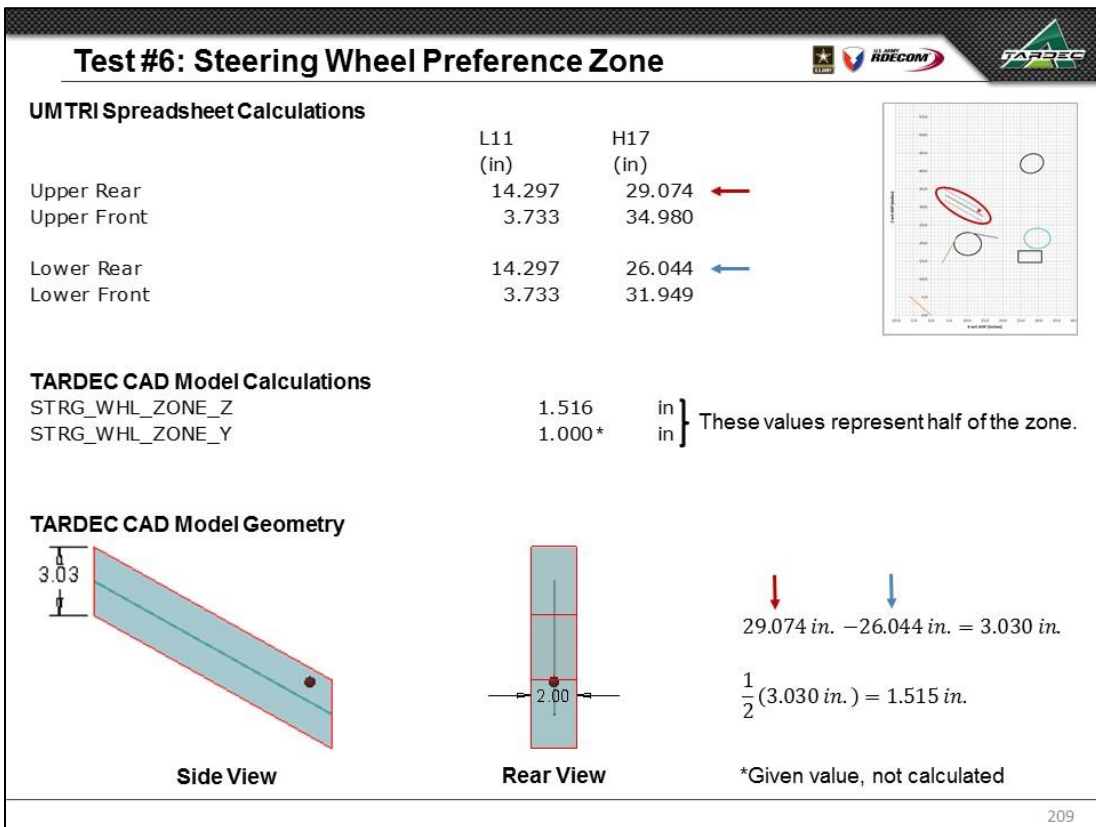 Test #6: Steering Wheel Preference Zone
U.S. ARMY
RDECOM
TARDEC
UMTRI Spreadsheet Calculations
L11 H17
(in) (in)
Upper Rear 14.297 29.074
Upper Front 3.733 34.980
Lower Rear 14.297 26.044
Lower Front 3.733 31.949
TARDEC CAD Model Calculations
STRG_WHL_ZONE_Z 1.516 in
STRG_WHL_ZONE_Y 1.000* in
These values represent half of the zone.
TARDEC CAD Model Geometry
3.03
2.00
29.074 in. −26.044 in. = 3.030 in.
1/2 (3.030 in.) = 1.515 in.
Side View
Rear View
*Given value, not calculated
209